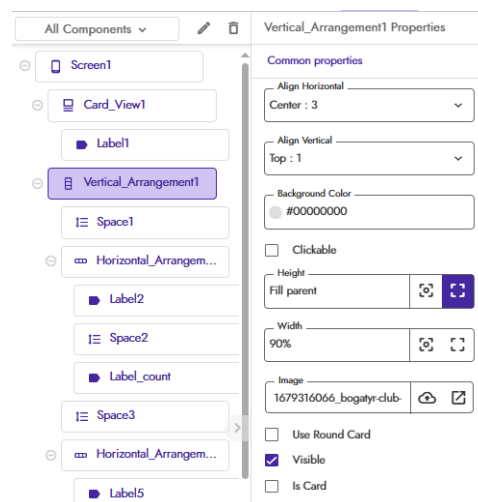 All Components
Screen1
Card_View1
Label1
Vertical_Arrangement1
Space1
Horizontal_Arrangem...
Label2
Space2
Label_count
Space3
Horizontal_Arrangem...
Label5
Vertical_Arrangement1 Properties
Common properties
Align Horizontal
Center : 3
Align Vertical
Top : 1
Background Color
#00000000
Clickable
Height
Fill parent
Width
90%
Image
1679316066_bogatyr-club-
Use Round Card
Visible
Is Card